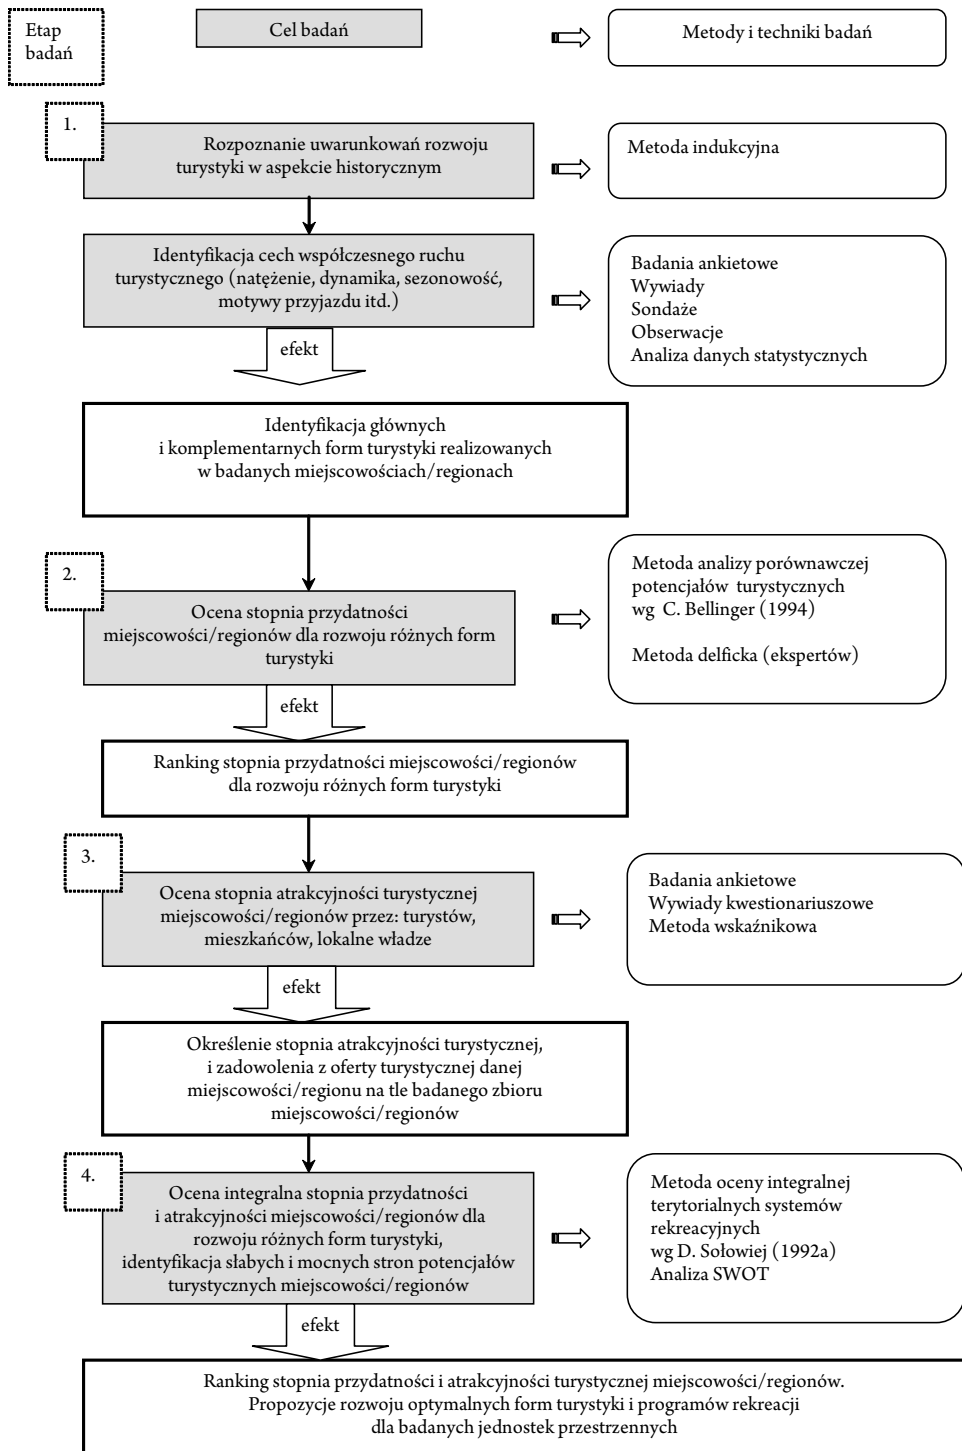 Etap
badań
Cel badań
Metody i techniki badań
1.
Rozpoznanie uwarunkowań rozwoju
turystyki w aspekcie historycznym
Metoda indukcyjna
Identyfikacja cech współczesnego ruchu
turystycznego (natężenie, dynamika, sezonowość,
motywy przyjazdu itd.)
Badania ankietowe
Wywiady
Sondaże
Obserwacje
Analiza danych statystycznych
efekt
Identyfikacja głównych
i komplementarnych form turystyki realizowanych
w badanych miejscowościach/regionach
2.
Ocena stopnia przydatności
miejscowości/regionów dla rozwoju różnych form
turystyki
Metoda analizy porównawczej
potencjałów turystycznych
wg C. Bellinger (1994)
Metoda delficka (ekspertów)
efekt
Ranking stopnia przydatności miejscowości/regionów
dla rozwoju różnych form turystyki
3.
Ocena stopnia atrakcyjności turystycznej
miejscowości/regionów przez: turystów,
mieszkańców, lokalne władze
Badania ankietowe
Wywiady kwestionariuszowe
Metoda wskaźnikowa
efekt
Określenie stopnia atrakcyjności turystycznej,
i zadowolenia z oferty turystycznej danej
miejscowości/regionu na tle badanego zbioru
miejscowości/regionów
4.
Ocena integralna stopnia przydatności
i atrakcyjności miejscowości/regionów dla
rozwoju różnych form turystyki,
identyfikacja słabych i mocnych stron potencjałów
turystycznych miejscowości/regionów
Metoda oceny integralnej
terytorialnych systemów
rekreacyjnych
wg D. Sołowiej (1992a)
Analiza SWOT
efekt
Ranking stopnia przydatności i atrakcyjności turystycznej miejscowości/regionów.
Propozycje rozwoju optymalnych form turystyki i programów rekreacji
dla badanych jednostek przestrzennych